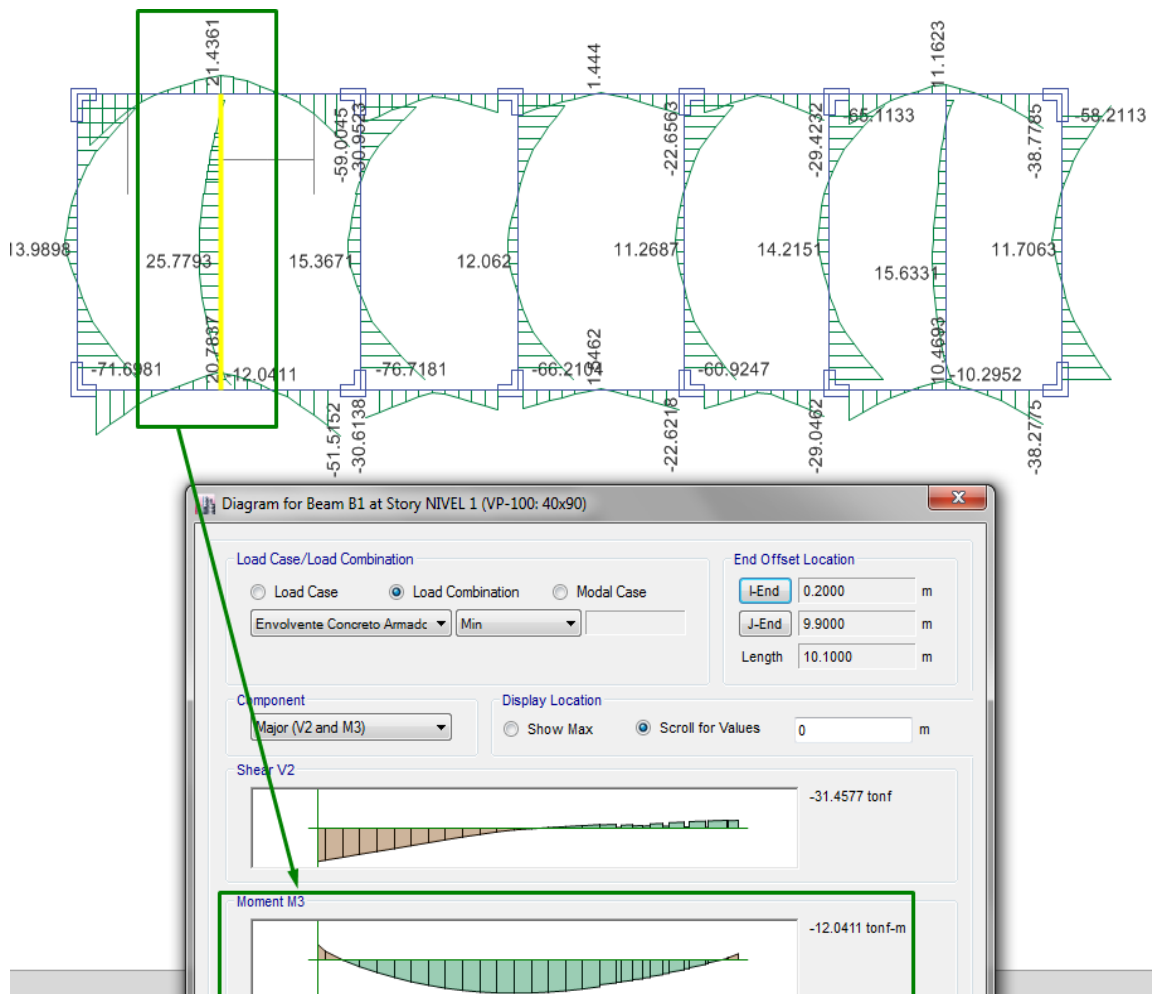 21.4361
1.444
11.1623
-59.0045
-30.9523
-22.6563
-29.4232
-65.1133
-38.7785
-58.2113
13.9898
25.7793
15.3671
12.062
11.2687
14.2151
15.6331
11.7063
-71.6981
20.7837
-12.0411
-76.7181
-66.2104
-60.9247
10.4693
-10.2952
-51.5152
-30.6138
-22.6218
-29.0462
-38.2775
Diagram for Beam B1 at Story NIVEL 1 (VP-100: 40x90)
Load Case/Load Combination
Load Case
Load Combination
Modal Case
Envolvente Concreto Armadc
Min
End Offset Location
I-End 0.2000 m
J-End 9.9000 m
Length 10.1000 m
Component
Major (V2 and M3)
Display Location
Show Max
Scroll for Values
0 m
Shear V2
-31.4577 tonf
Moment M3
-12.0411 tonf-m